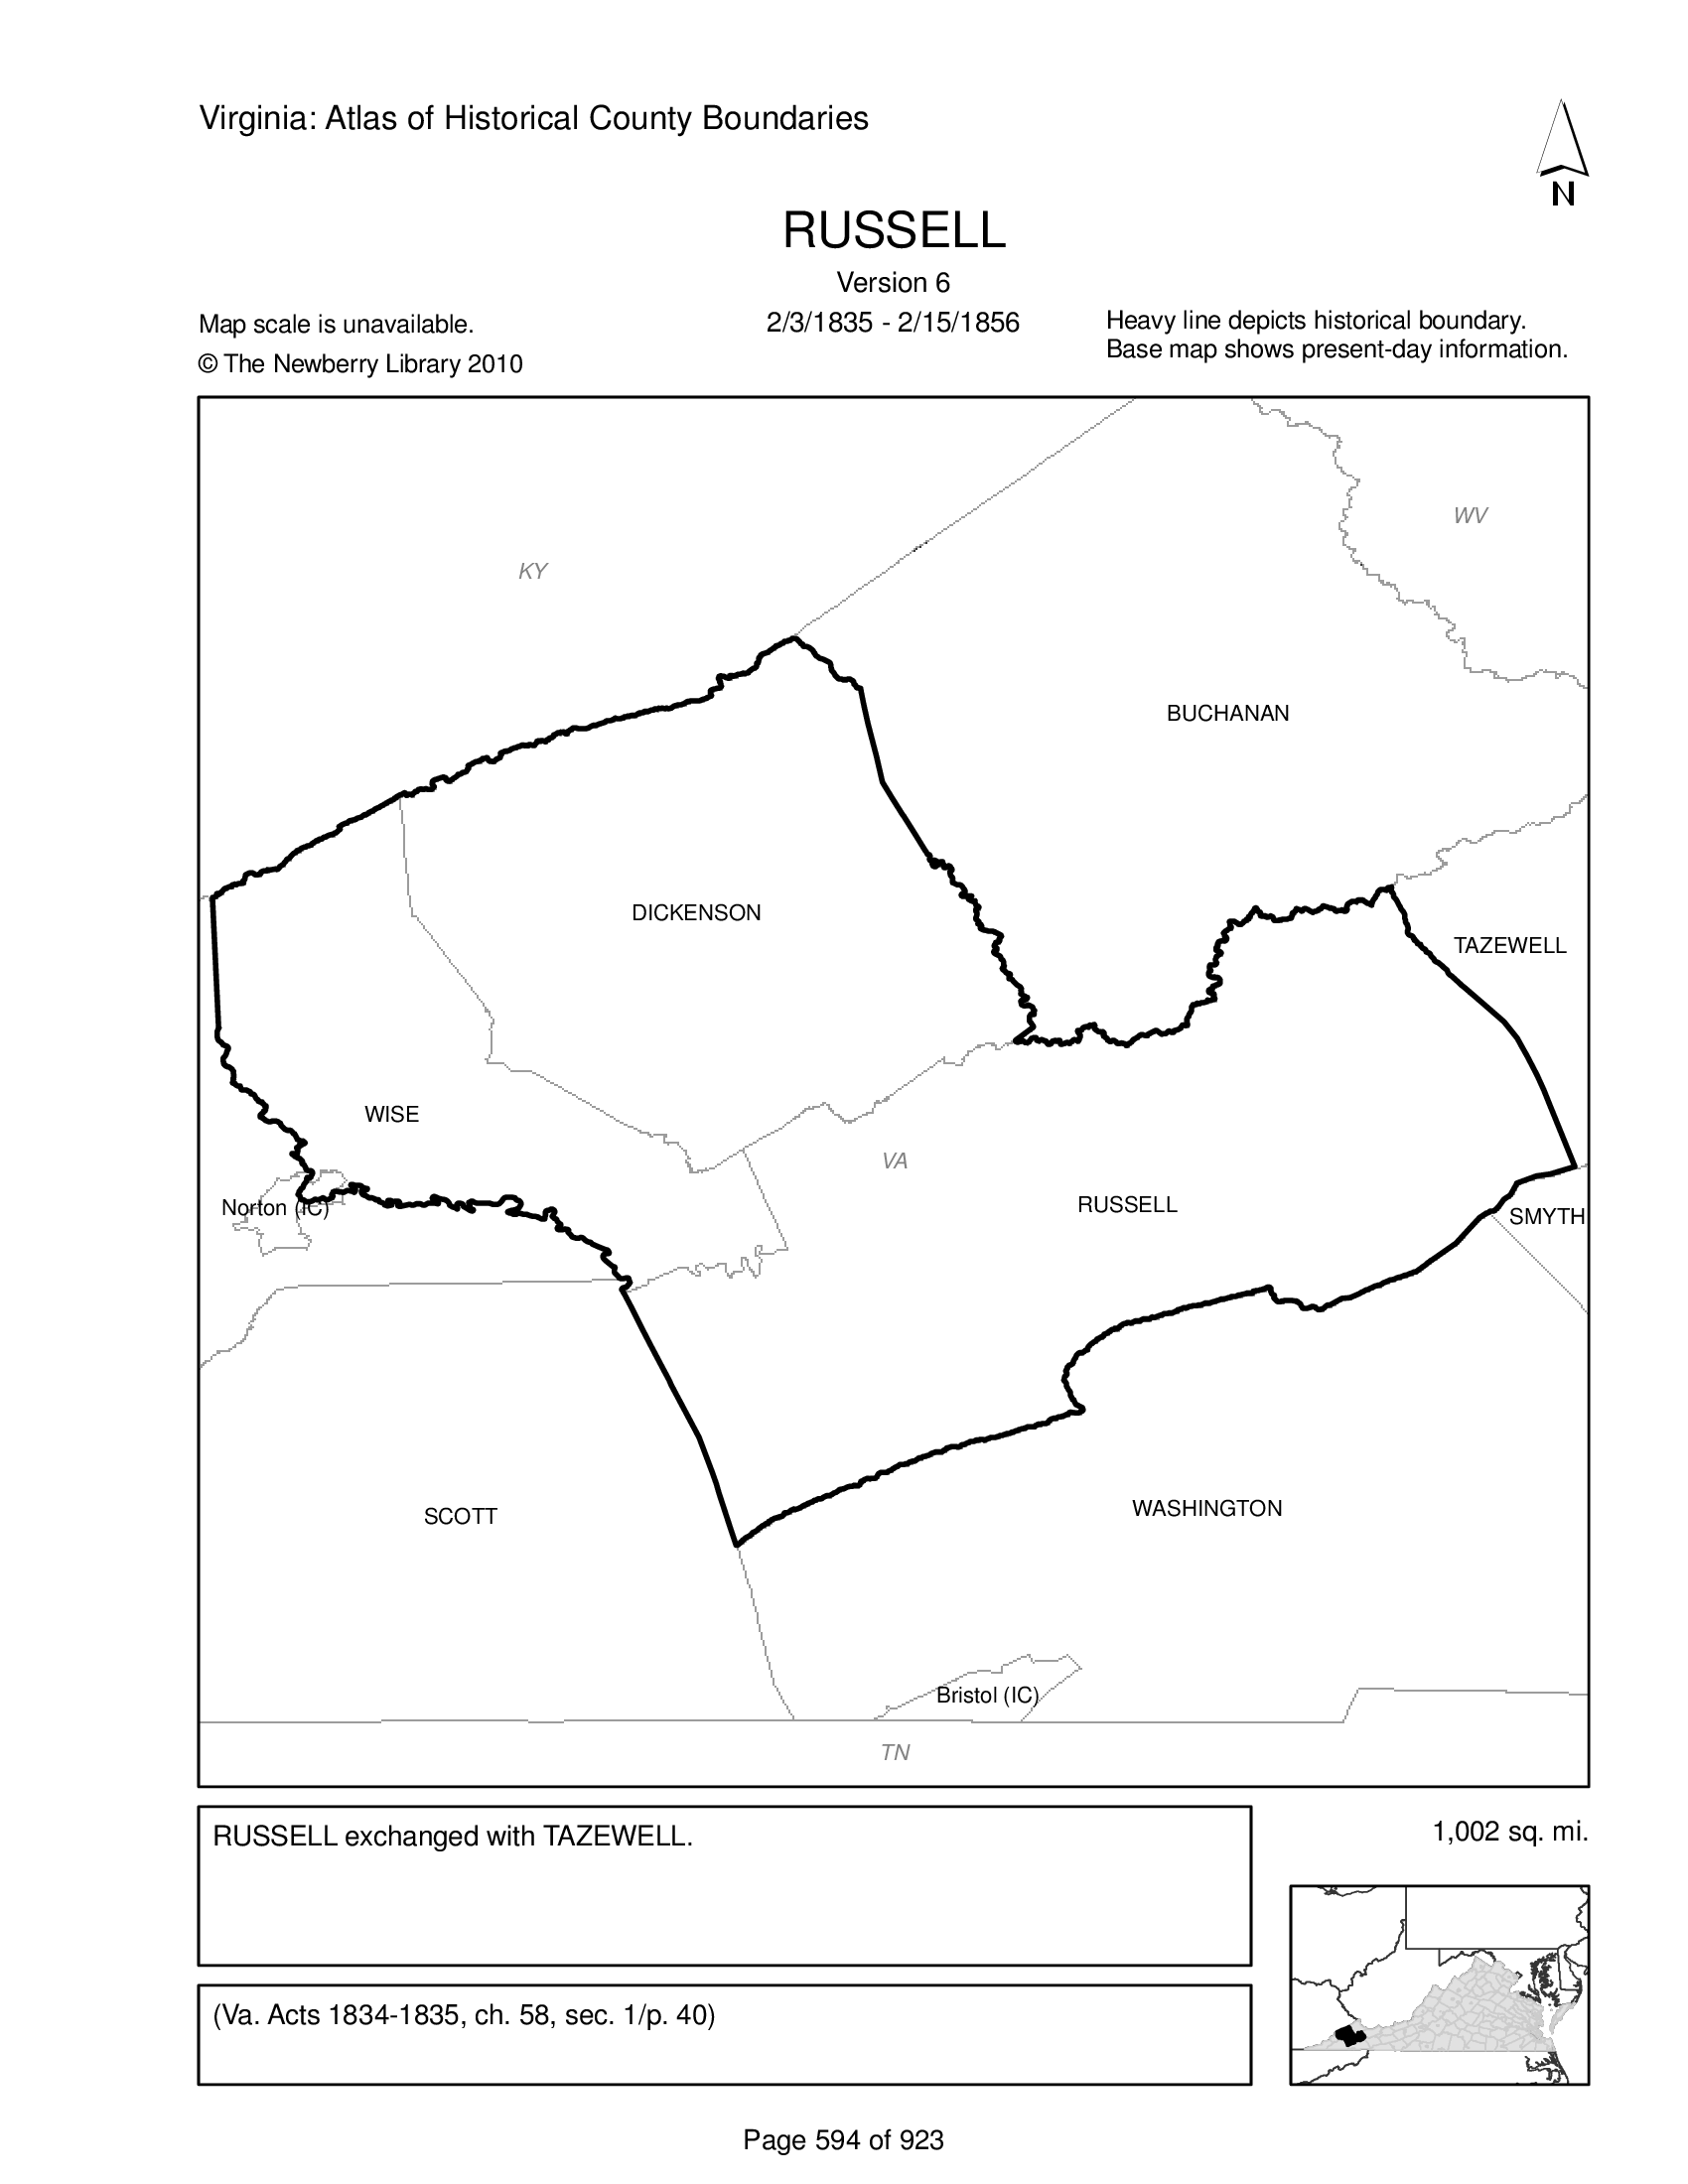 Virginia: Atlas of Historical County Boundaries
N
RUSSELL
Version 6
2/3/1835 - 2/15/1856
Map scale is unavailable.
© The Newberry Library 2010
Heavy line depicts historical boundary.
Base map shows present-day information.
WV
KY
BUCHANAN
DICKENSON
TAZEWELL
WISE
VA
RUSSELL
Norton (IC)
SMYTH
SCOTT
WASHINGTON
Bristol (IC)
TN
RUSSELL exchanged with TAZEWELL.
1,002 sq. mi.
(Va. Acts 1834-1835, ch. 58, sec. 1/p. 40)
Page 594 of 923